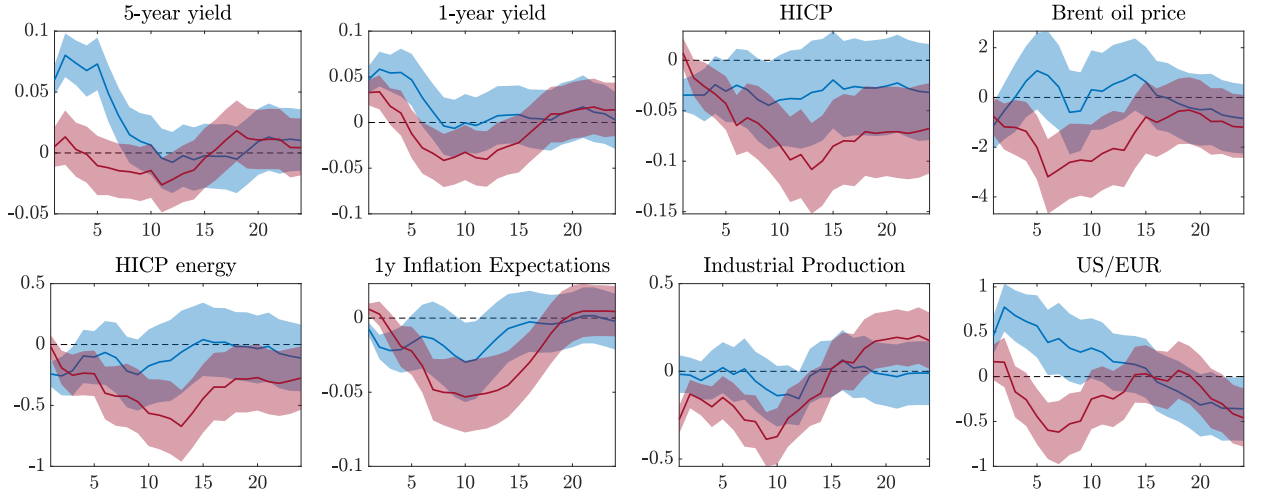 5-year yield 1-year yield HICP Brent oil price
0.1 0.1 0 2
0.05 0.05 -0.05 0
0 0 -0.1 -2
-0.05 -0.05 -0.15 -4
-0.1
5 10 15 20 5 10 15 20 5 10 15 20 5 10 15 20
HICP energy 1y Inflation Expectations Industrial Production US/EUR
0.5 0 0.5 1
0 -0.05 0 0.5
-0.5 -0.1 -0.5 0
-1 -0.5
-1
5 10 15 20 5 10 15 20 5 10 15 20 5 10 15 20